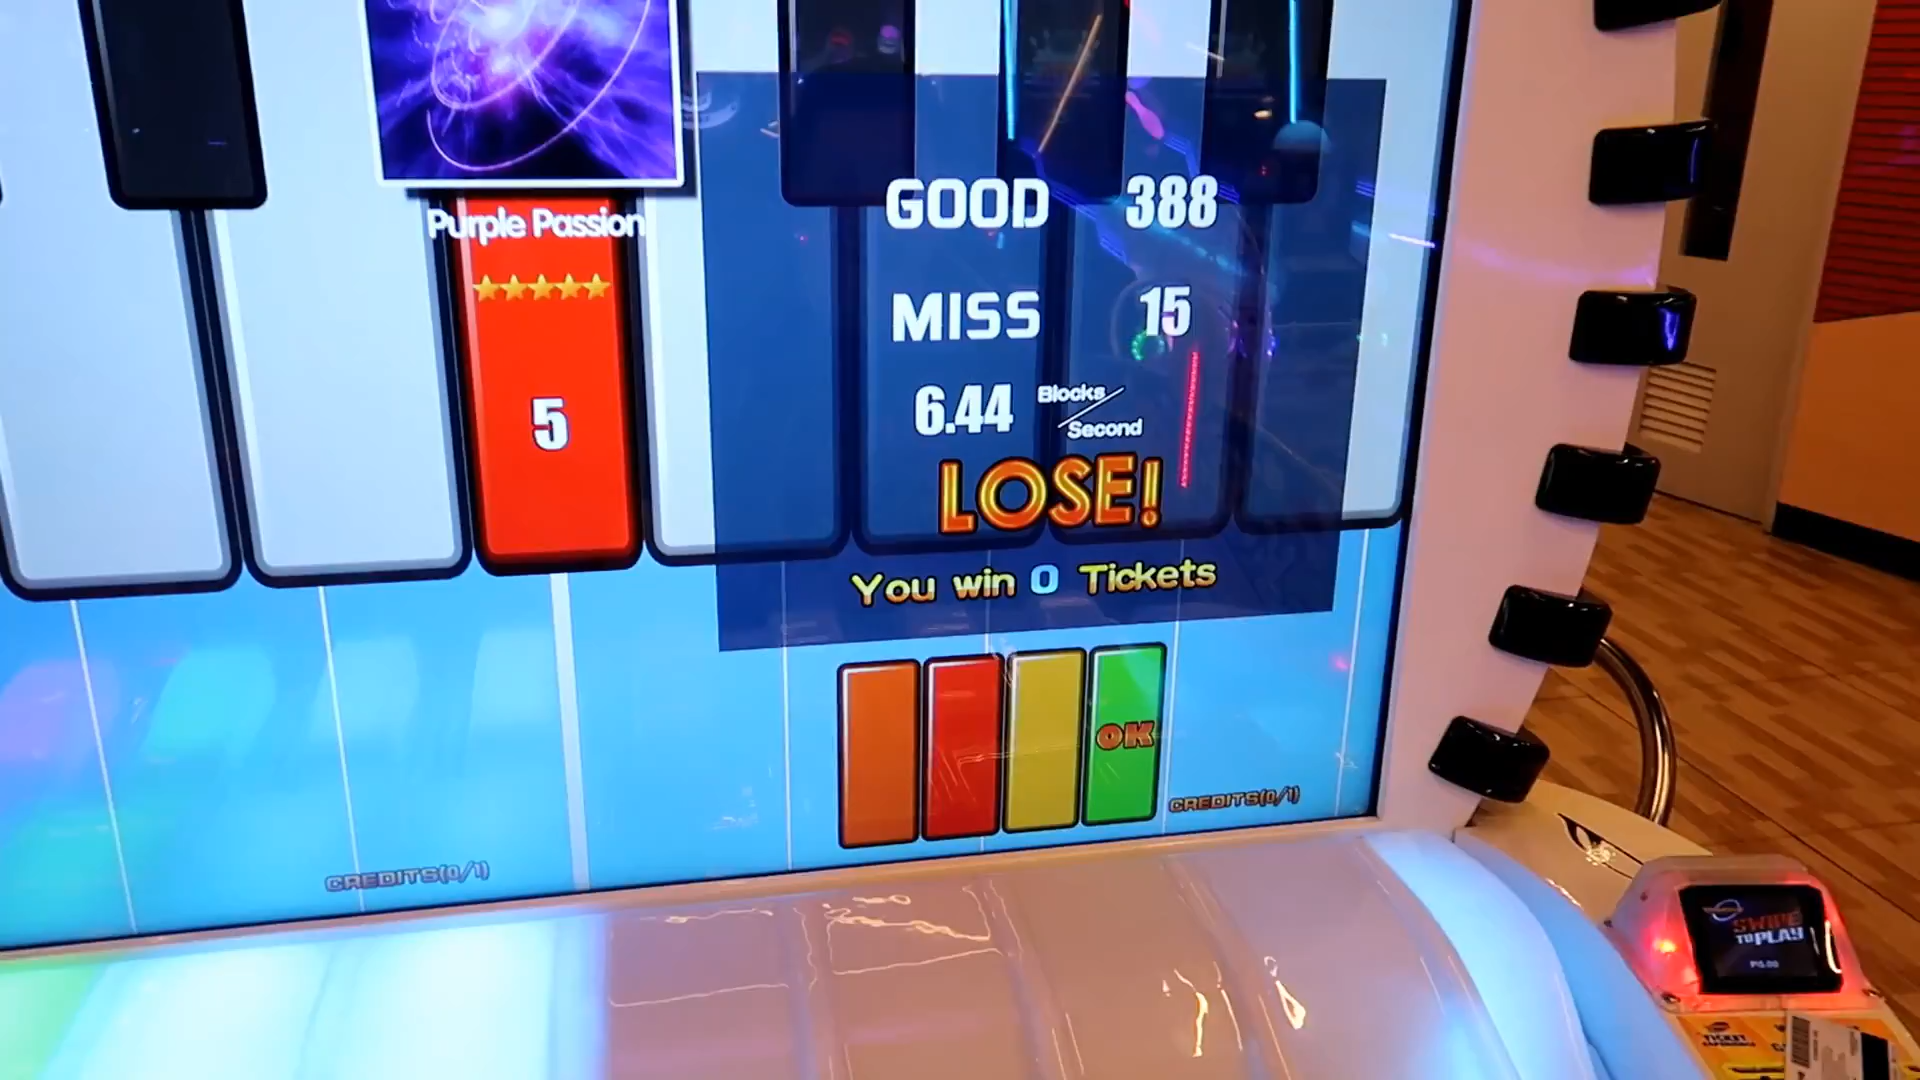 Purple Passion
5
GOOD 388
MISS 15
6.44 Blocks/Second
LOSE!
You win 0 Tickets
OK
CREDITS(0/1)
CREDITS(0/1)
SWIPE
TO PLAY
TICKET